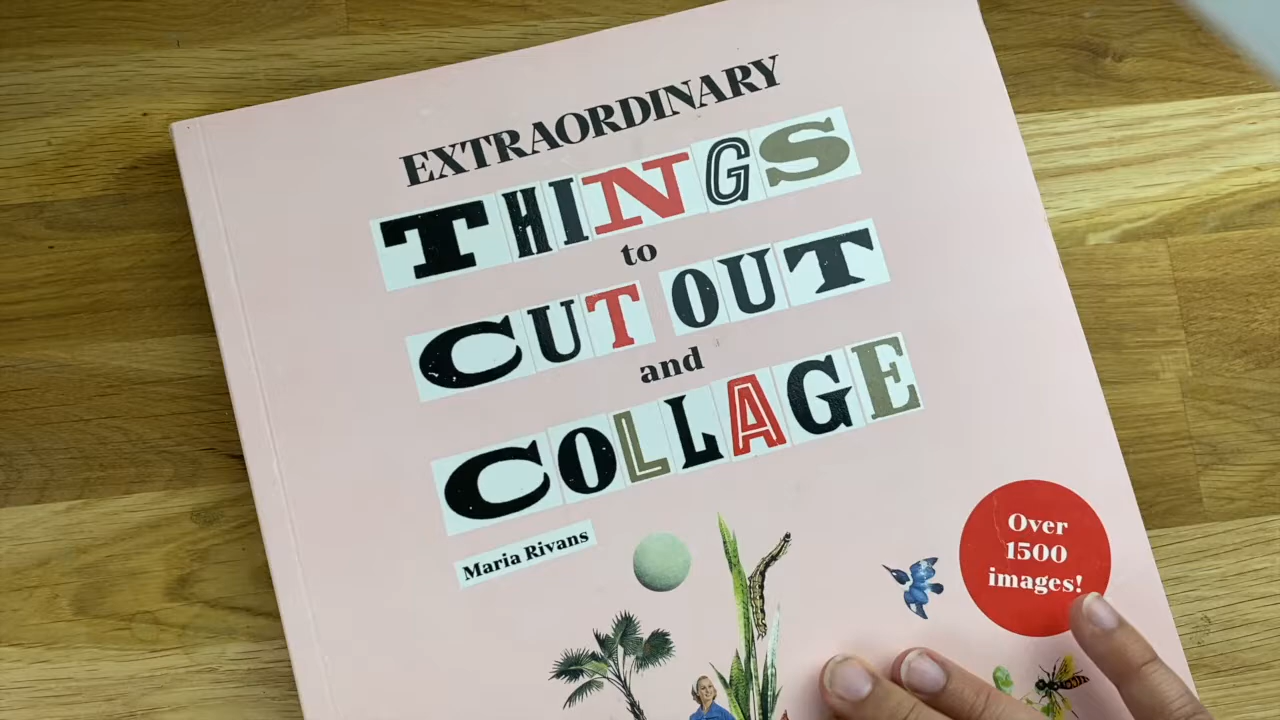 EXTRAORDINARY
THINGS
to
CUT OUT
and
COLLAGE
Maria Rivans
Over
1500
images!